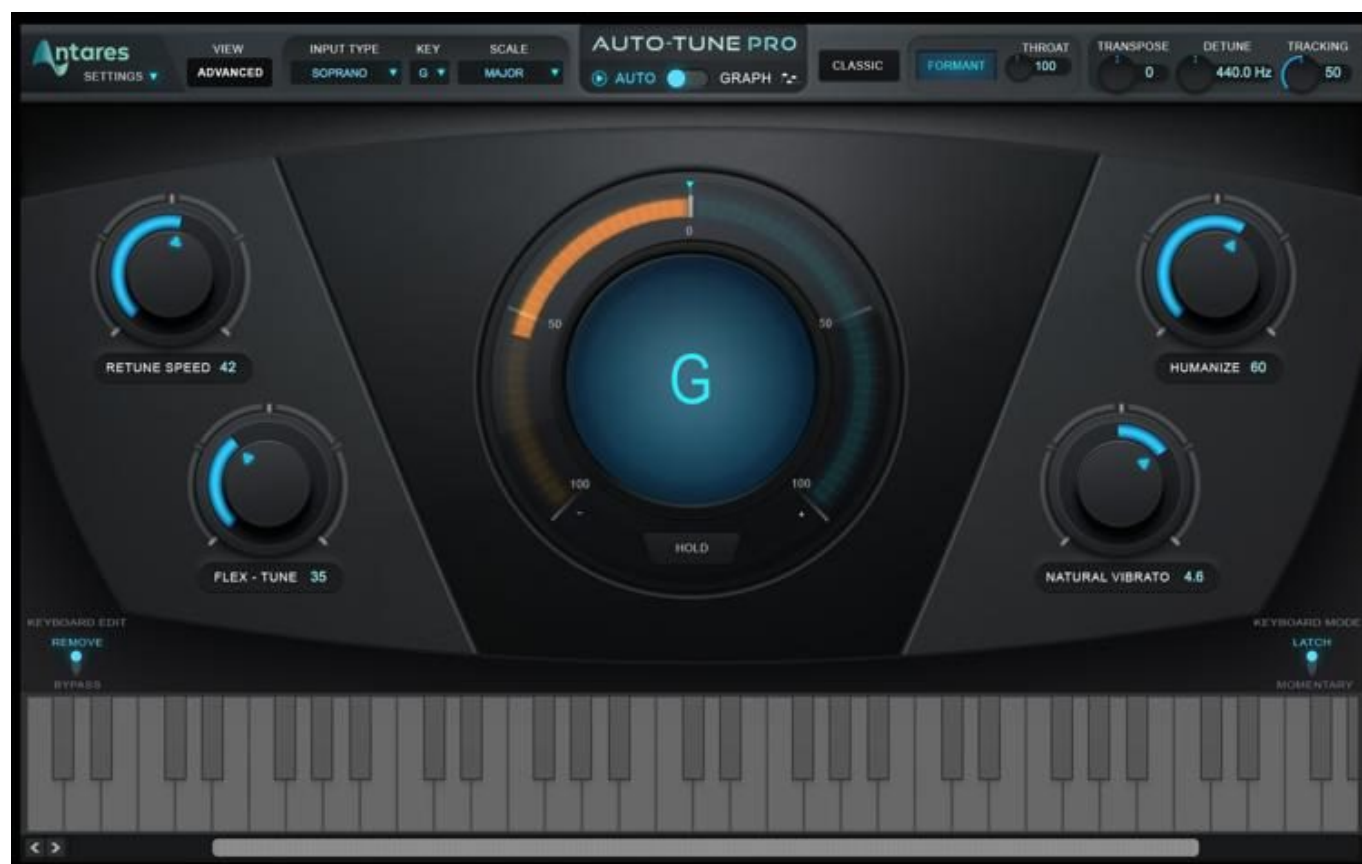 Antares
SETTINGS
VIEW
ADVANCED
INPUT TYPE
SOPRANO
KEY
G
SCALE
MAJOR
AUTO-TUNE PRO
AUTO
GRAPH
CLASSIC
FORMANT
THROAT
100
TRANSPOSE
0
DETUNE
440.0 Hz
TRACKING
50
0
50
50
100
100
-
+
G
HOLD
RETUNE SPEED 42
FLEX - TUNE 35
HUMANIZE 60
NATURAL VIBRATO 4.6
KEYBOARD EDIT
REMOVE
BYPASS
KEYBOARD MODE
LATCH
MOMENTARY